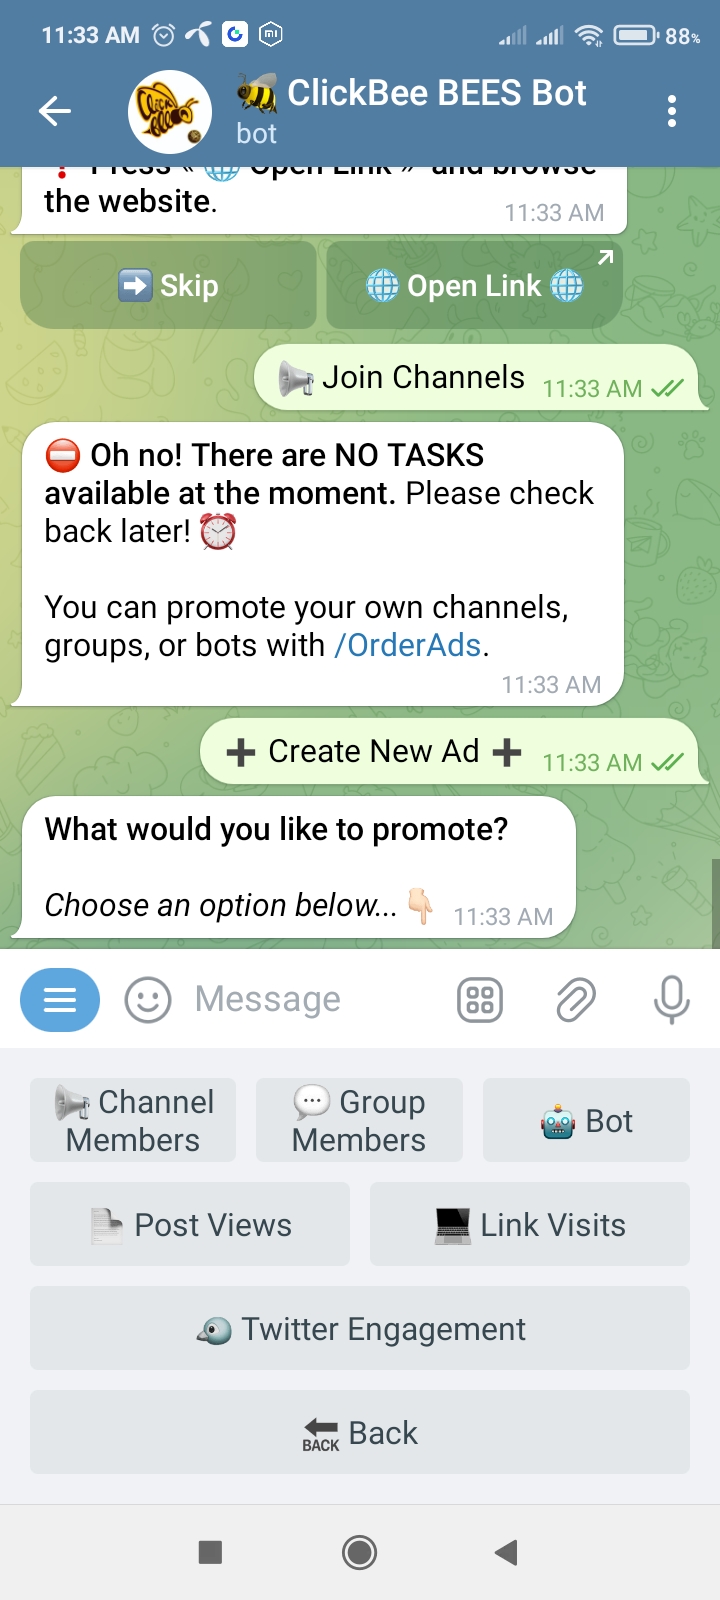 11:33 AM
88%
ClickBee BEES Bot
bot
Press « 🌐 Open Link » and browse
the website.
11:33 AM
➡️ Skip
🌐 Open Link 🌐
📢 Join Channels
11:33 AM
⛔ Oh no! There are NO TASKS
available at the moment. Please check
back later! ⏰
You can promote your own channels,
groups, or bots with /OrderAds.
11:33 AM
➕ Create New Ad ➕
11:33 AM
What would you like to promote?
Choose an option below... 👇🏻
11:33 AM
Message
📢 Channel
Members
💬 Group
Members
🤖 Bot
📄 Post Views
💻 Link Visits
🐦 Twitter Engagement
🔙 Back